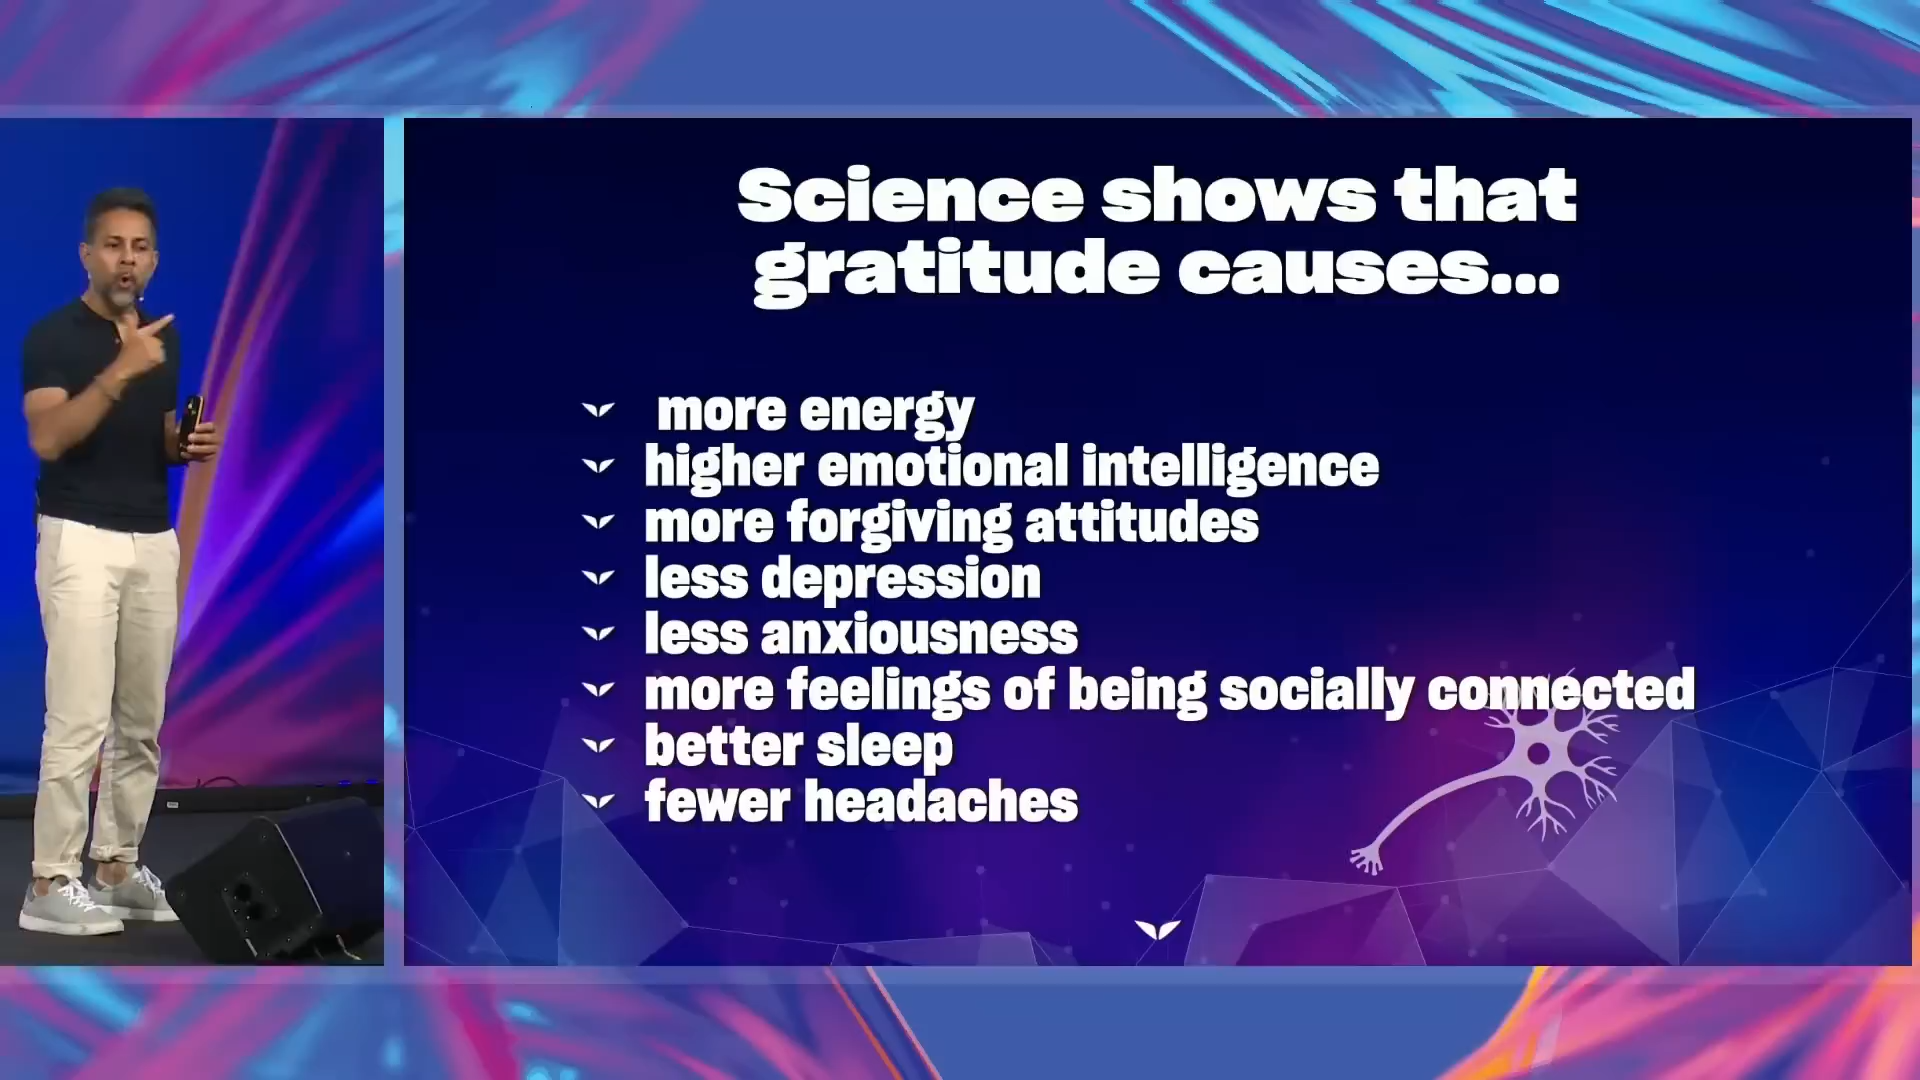 Science shows that
gratitude causes...
more energy
higher emotional intelligence
more forgiving attitudes
less depression
less anxiousness
more feelings of being socially connected
better sleep
fewer headaches